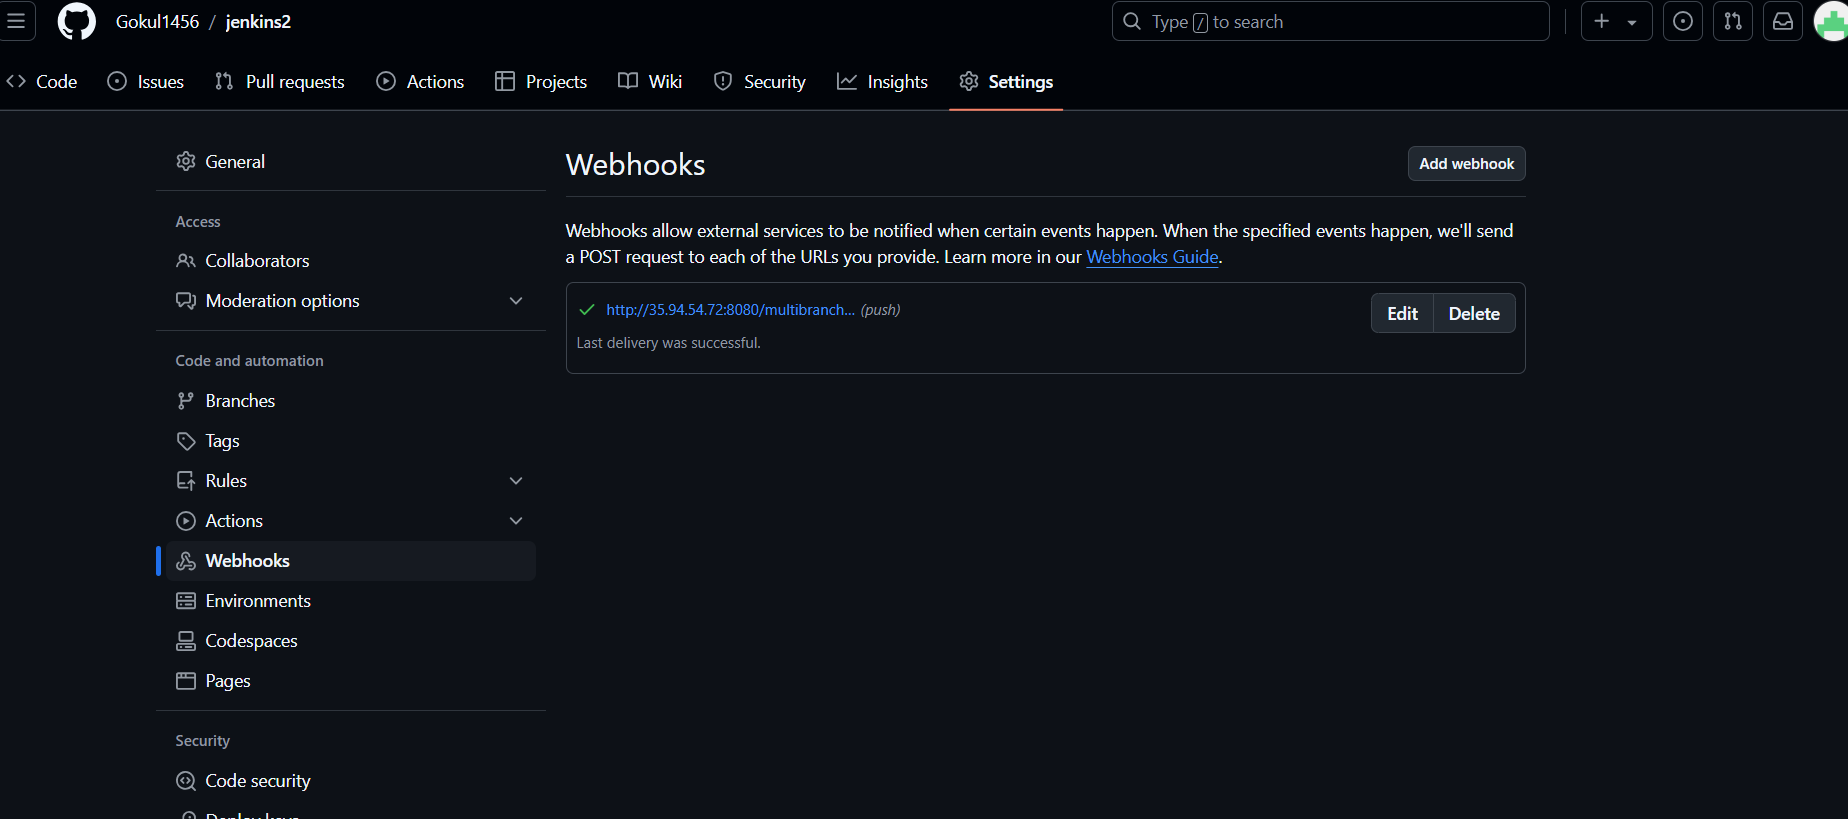 Gokul1456 / jenkins2
Type / to search
Code
Issues
Pull requests
Actions
Projects
Wiki
Security
Insights
Settings
General
Access
Collaborators
Moderation options
Code and automation
Branches
Tags
Rules
Actions
Webhooks
Environments
Codespaces
Pages
Security
Code security
Deploy keys
Webhooks
Add webhook
Webhooks allow external services to be notified when certain events happen. When the specified events happen, we'll send
a POST request to each of the URLs you provide. Learn more in our Webhooks Guide.
http://35.94.54.72:8080/multibranch... (push)
Edit
Delete
Last delivery was successful.